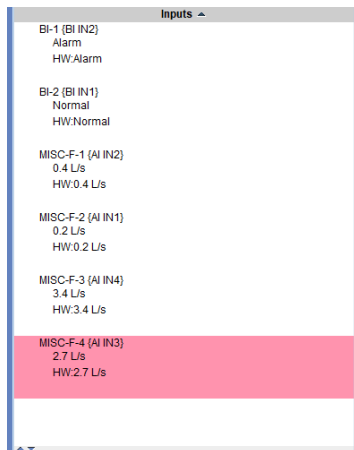 Inputs
BI-1 {BI IN2}
Alarm
HW:Alarm
BI-2 {BI IN1}
Normal
HW:Normal
MISC-F-1 {AI IN2}
0.4 L/s
HW:0.4 L/s
MISC-F-2 {AI IN1}
0.2 L/s
HW:0.2 L/s
MISC-F-3 {AI IN4}
3.4 L/s
HW:3.4 L/s
MISC-F-4 {AI IN3}
2.7 L/s
HW:2.7 L/s